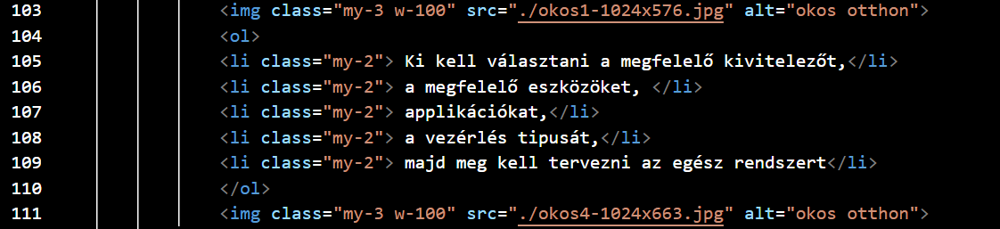 103 <img class="my-3 w-100" src="./okos1-1024x576.jpg" alt="okos otthon">
104 <ol>
105 <li class="my-2"> Ki kell választani a megfelelő kivitelezőt,</li>
106 <li class="my-2"> a megfelelő eszközöket, </li>
107 <li class="my-2"> applikációkat,</li>
108 <li class="my-2"> a vezérlés tipusát,</li>
109 <li class="my-2"> majd meg kell tervezni az egész rendszert</li>
110 </ol>
111 <img class="my-3 w-100" src="./okos4-1024x663.jpg" alt="okos otthon">